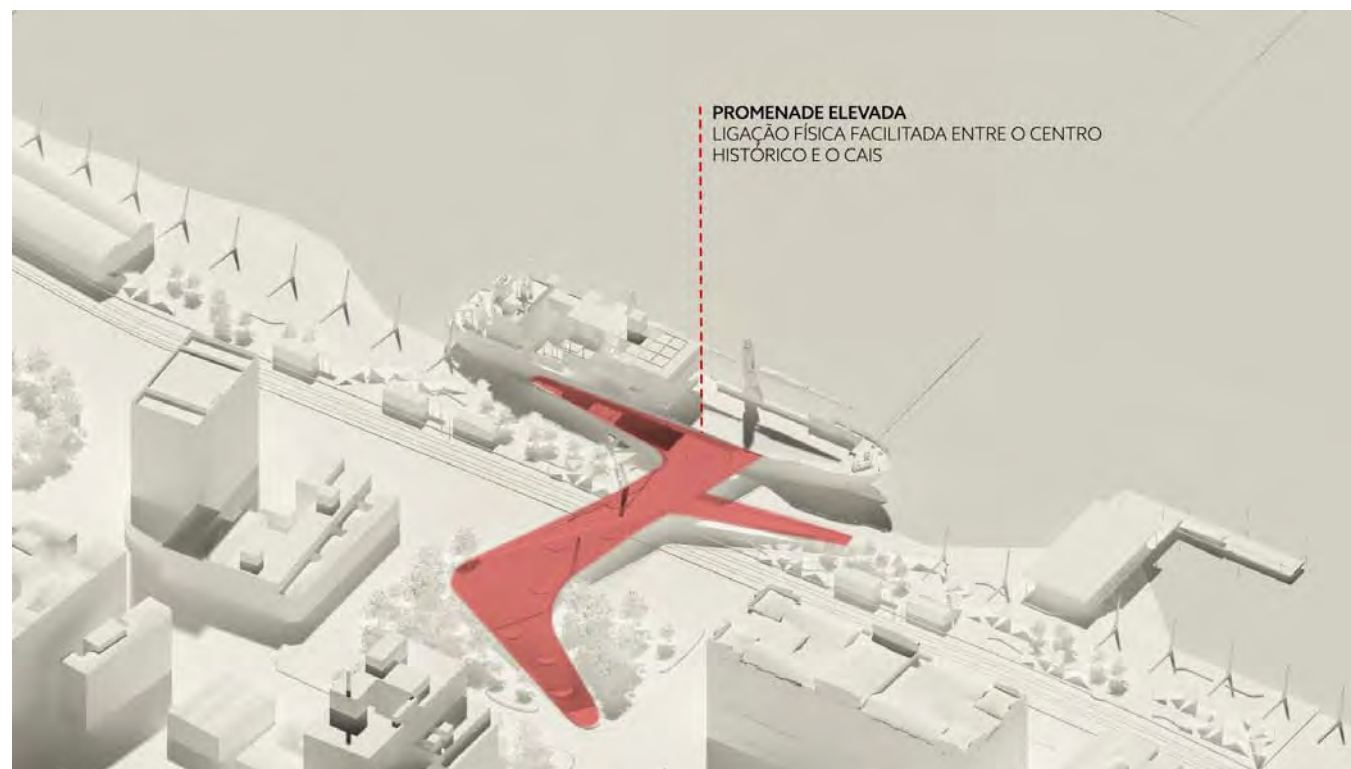 PROMENADE ELEVADA
LIGAÇÃO FÍSICA FACILITADA ENTRE O CENTRO
HISTÓRICO E O CAIS